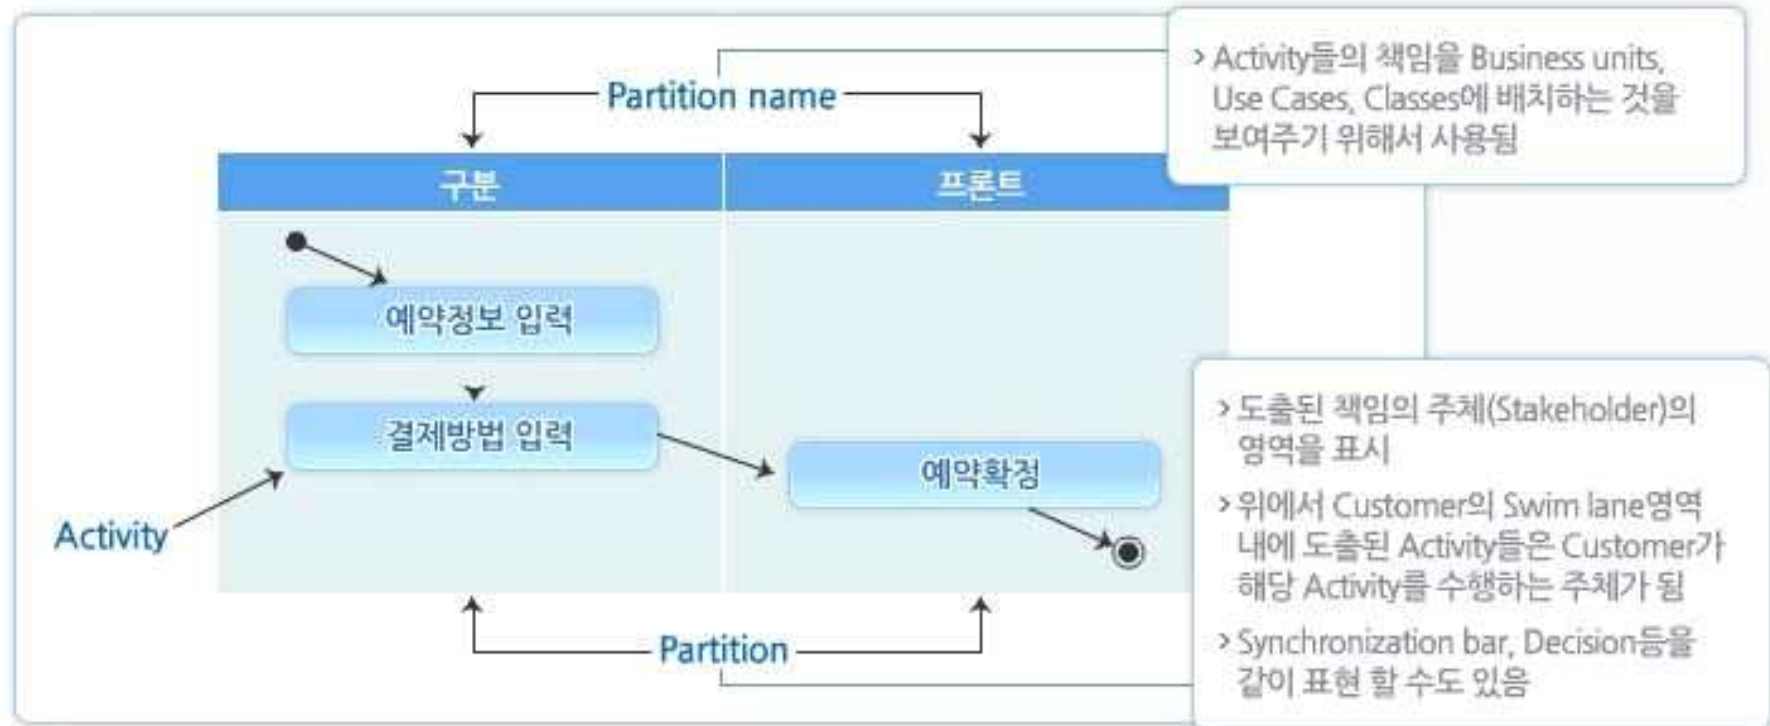 Partition name
> Activity들의 책임을 Business units,
Use Cases, Classes에 배치하는 것을
보여주기 위해서 사용됨
구분
프론트
예약정보 입력
결제방법 입력
예약확정
Activity
Partition
> 도출된 책임의 주체(Stakeholder)의
영역을 표시
> 위에서 Customer의 Swim lane영역
내에 도출된 Activity들은 Customer가
해당 Activity를 수행하는 주체가 됨
> Synchronization bar, Decision등을
같이 표현 할 수도 있음